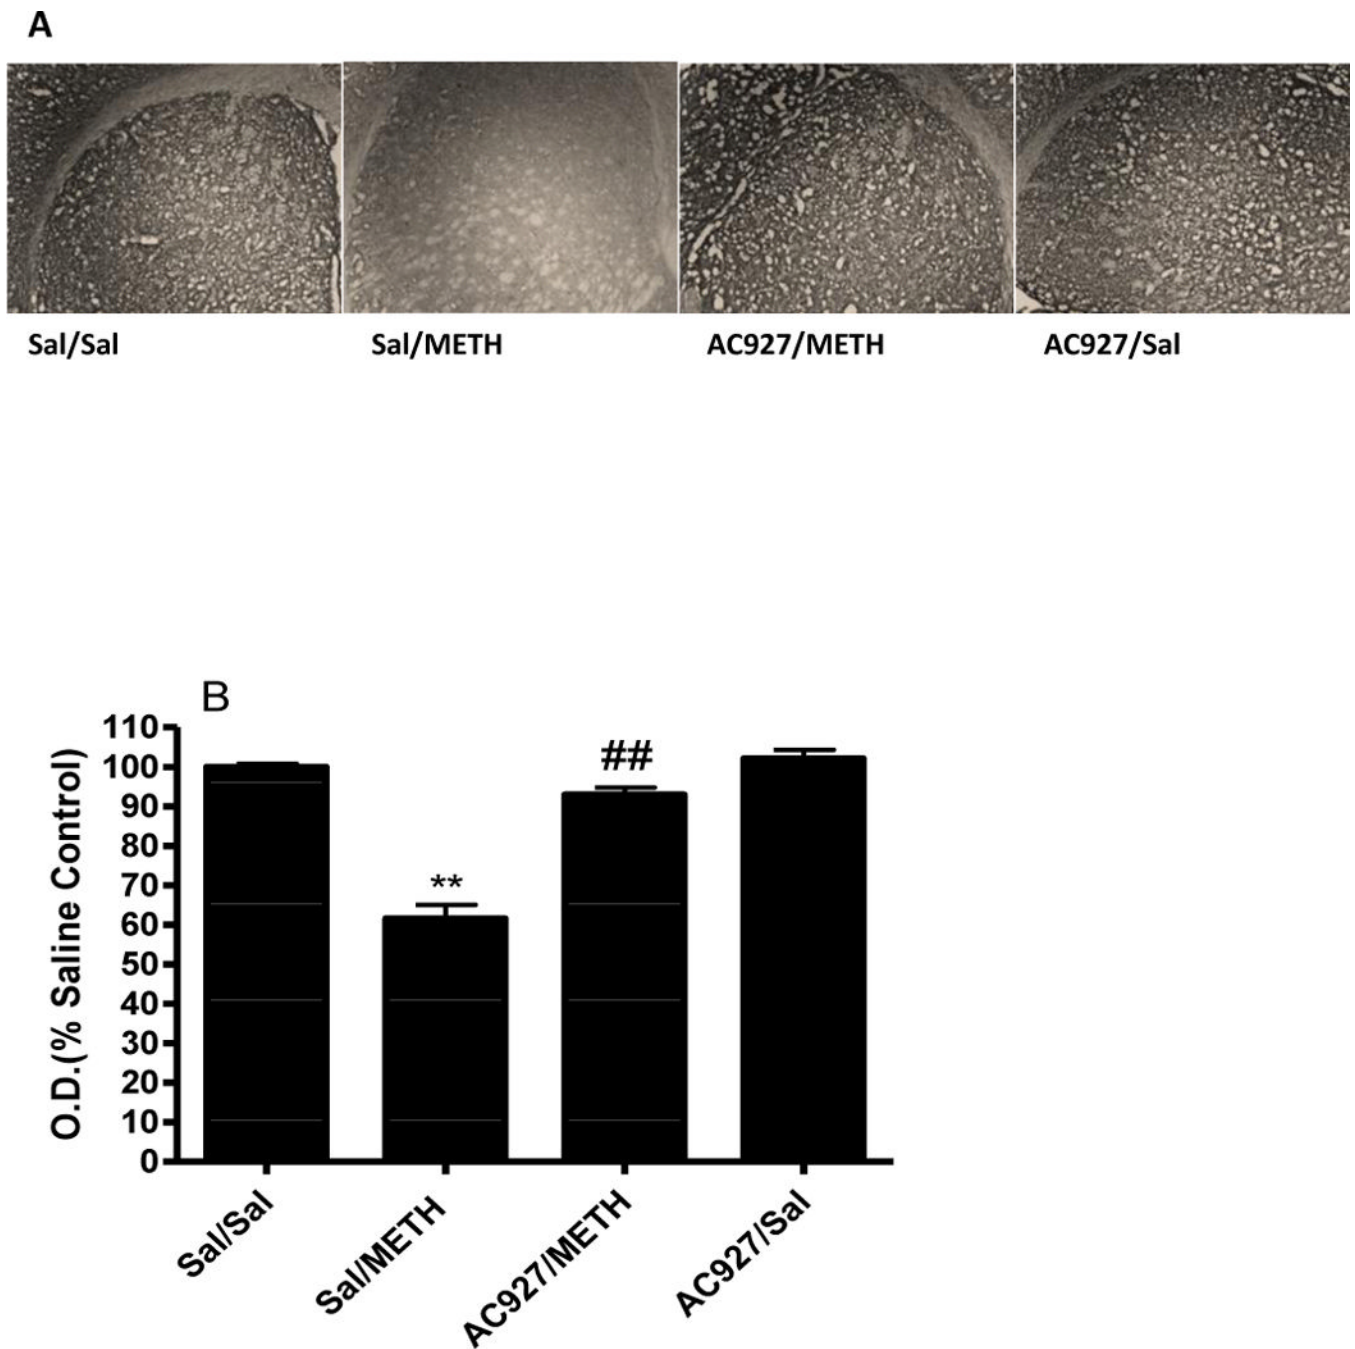 A
Sal/Sal
Sal/METH
AC927/METH
AC927/Sal
B
O.D.(% Saline Control)
110
100
90
80
70
60
50
40
30
20
10
0
**
##
Sal/Sal
Sal/METH
AC927/METH
AC927/Sal